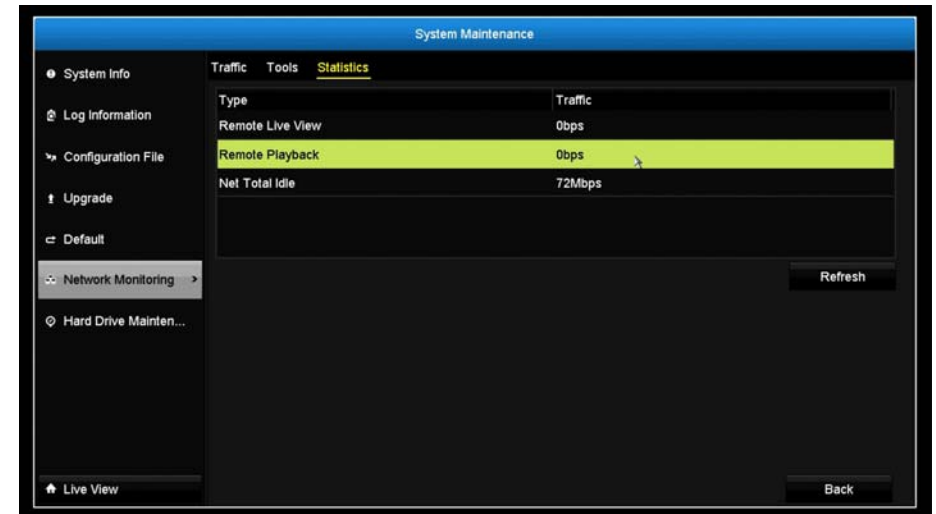 System Maintenance
System Info
Log Information
Configuration File
Upgrade
Default
Network Monitoring >
Hard Drive Mainten...
Live View
Traffic Tools Statistics
Type Traffic
Remote Live View 0bps
Remote Playback 0bps
Net Total Idle 72Mbps
Refresh
Back